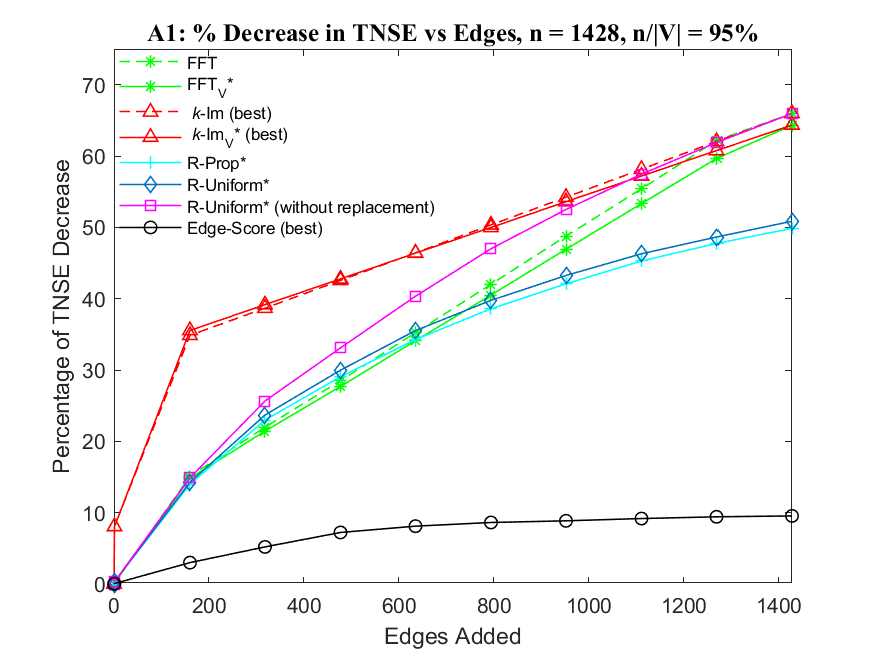 A1: % Decrease in TNSE vs Edges, n = 1428, n/|V| = 95%
FFT
FFTV*
k-Im (best)
k-ImV* (best)
R-Prop*
R-Uniform*
R-Uniform* (without replacement)
Edge-Score (best)
Percentage of TNSE Decrease
70
60
50
40
30
20
10
0
0 200 400 600 800 1000 1200 1400
Edges Added